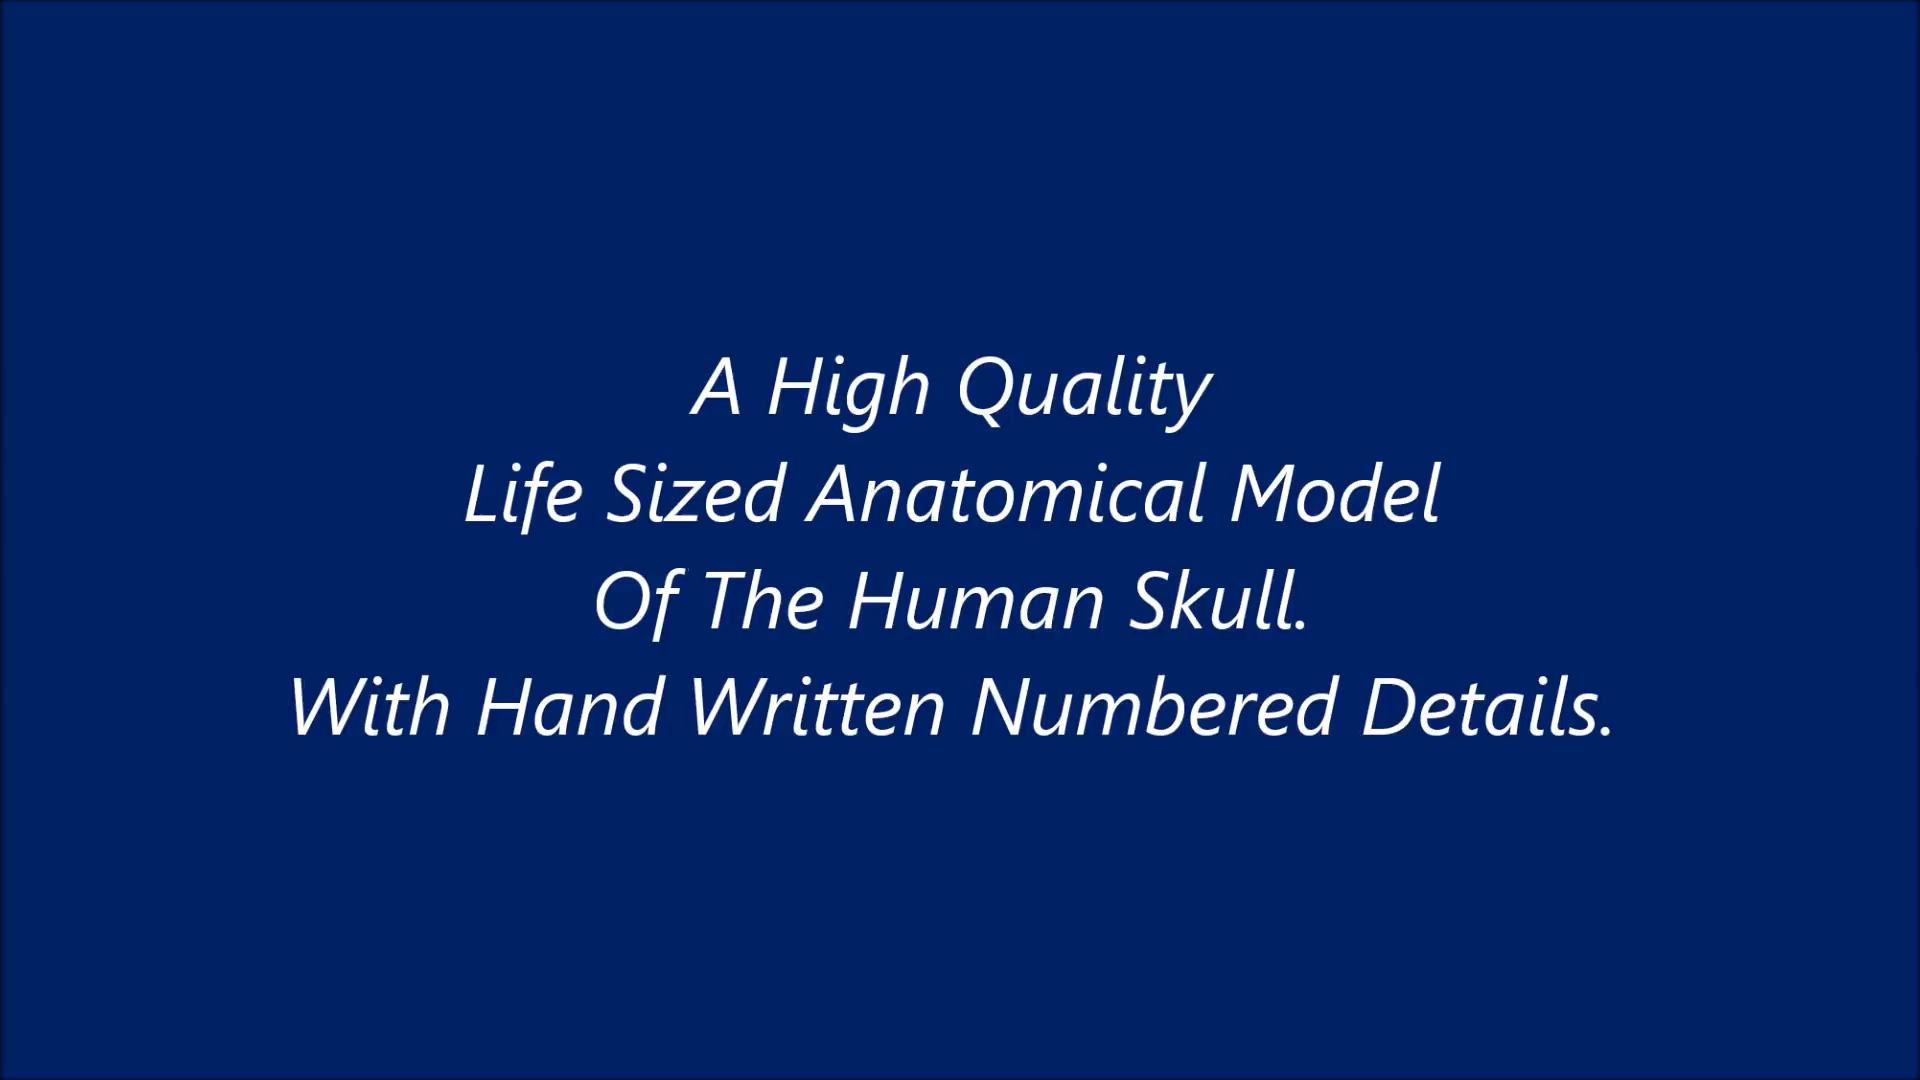 A High Quality
Life Sized Anatomical Model
Of The Human Skull.
With Hand Written Numbered Details.